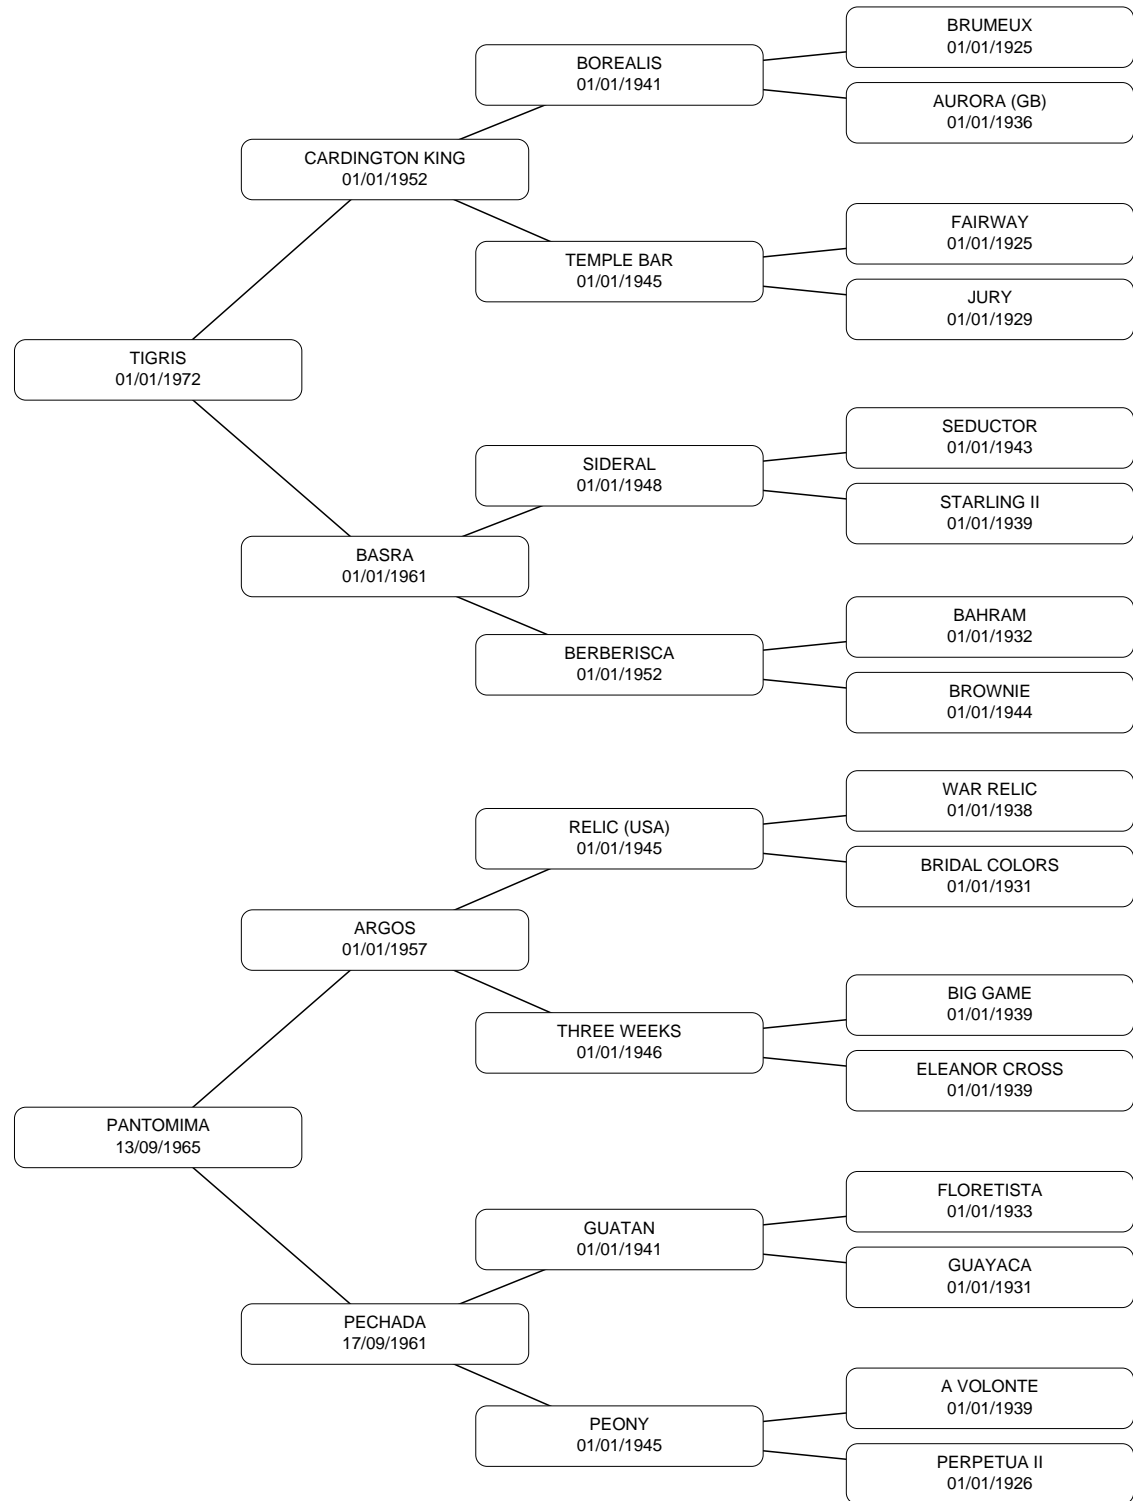 BRUMEUX
01/01/1925
BOREALIS
01/01/1941
AURORA (GB)
01/01/1936
CARDINGTON KING
01/01/1952
FAIRWAY
01/01/1925
TEMPLE BAR
01/01/1945
JURY
01/01/1929
TIGRIS
01/01/1972
SEDUCTOR
01/01/1943
SIDERAL
01/01/1948
STARLING II
01/01/1939
BASRA
01/01/1961
BAHRAM
01/01/1932
BERBERISCA
01/01/1952
BROWNIE
01/01/1944
WAR RELIC
01/01/1938
RELIC (USA)
01/01/1945
BRIDAL COLORS
01/01/1931
ARGOS
01/01/1957
BIG GAME
01/01/1939
THREE WEEKS
01/01/1946
ELEANOR CROSS
01/01/1939
PANTOMIMA
13/09/1965
FLORETISTA
01/01/1933
GUATAN
01/01/1941
GUAYACA
01/01/1931
PECHADA
17/09/1961
A VOLONTE
01/01/1939
PEONY
01/01/1945
PERPETUA II
01/01/1926